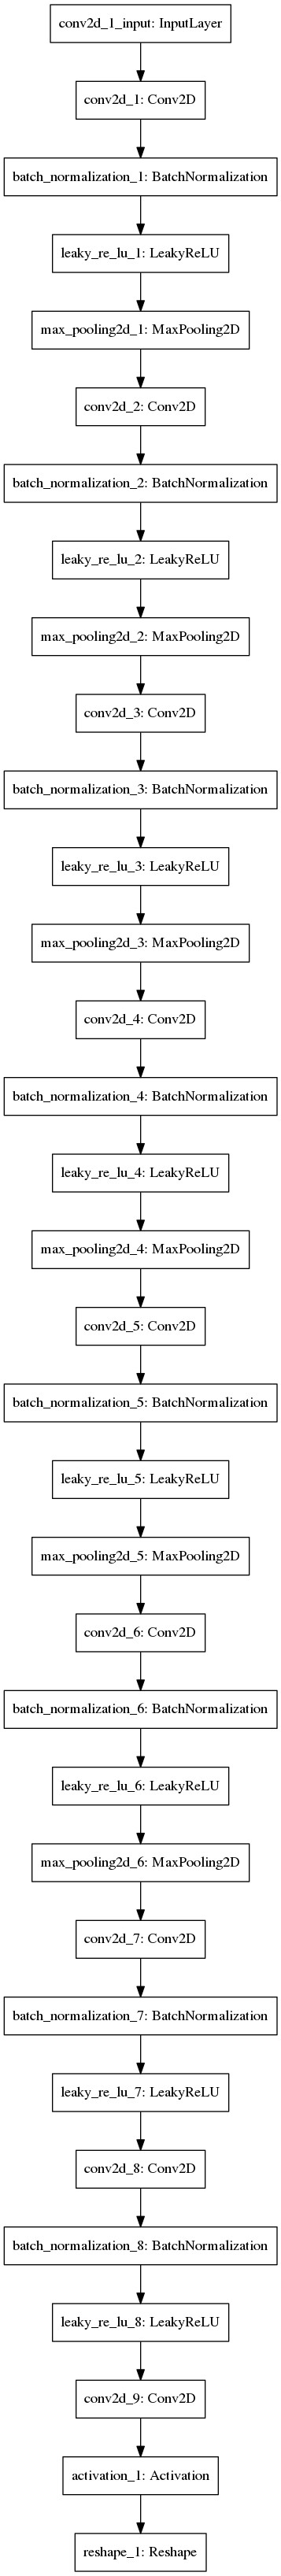 conv2d_1_input: InputLayer
conv2d_1: Conv2D
batch_normalization_1: BatchNormalization
leaky_re_lu_1: LeakyReLU
max_pooling2d_1: MaxPooling2D
conv2d_2: Conv2D
batch_normalization_2: BatchNormalization
leaky_re_lu_2: LeakyReLU
max_pooling2d_2: MaxPooling2D
conv2d_3: Conv2D
batch_normalization_3: BatchNormalization
leaky_re_lu_3: LeakyReLU
max_pooling2d_3: MaxPooling2D
conv2d_4: Conv2D
batch_normalization_4: BatchNormalization
leaky_re_lu_4: LeakyReLU
max_pooling2d_4: MaxPooling2D
conv2d_5: Conv2D
batch_normalization_5: BatchNormalization
leaky_re_lu_5: LeakyReLU
max_pooling2d_5: MaxPooling2D
conv2d_6: Conv2D
batch_normalization_6: BatchNormalization
leaky_re_lu_6: LeakyReLU
max_pooling2d_6: MaxPooling2D
conv2d_7: Conv2D
batch_normalization_7: BatchNormalization
leaky_re_lu_7: LeakyReLU
conv2d_8: Conv2D
batch_normalization_8: BatchNormalization
leaky_re_lu_8: LeakyReLU
conv2d_9: Conv2D
activation_1: Activation
reshape_1: Reshape